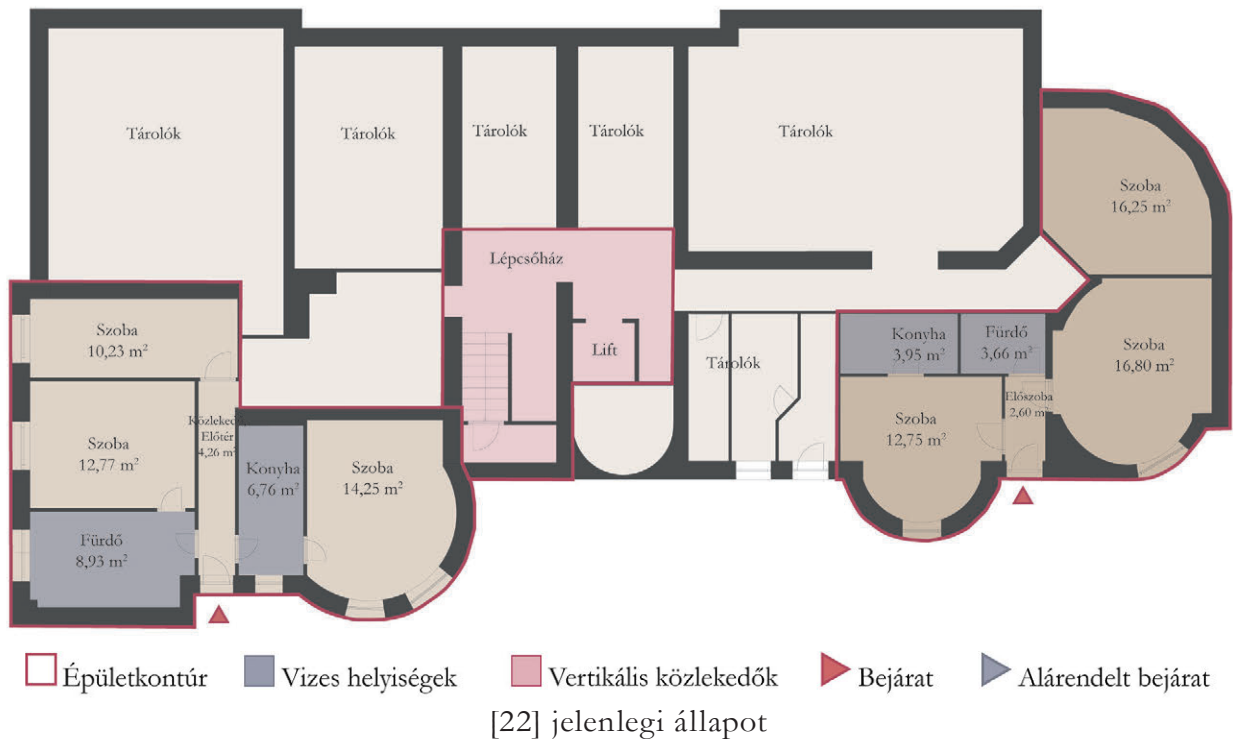 Tárolók
Tárolók
Tárolók
Tárolók
Tárolók
Szoba
16,25 m²
Lépcsőház
Szoba
10,23 m²
Lift
Tárolók
Konyha
3,95 m²
Fürdő
3,66 m²
Szoba
16,80 m²
Előszoba
2,60 m²
Szoba
12,75 m²
Szoba
12,77 m²
Közlekedő,
Előtér
4,26 m²
Konyha
6,76 m²
Szoba
14,25 m²
Fürdő
8,93 m²
Épületkontúr
Vizes helyiségek
Vertikális közlekedők
Bejárat
Alárendelt bejárat
[22] jelenlegi állapot